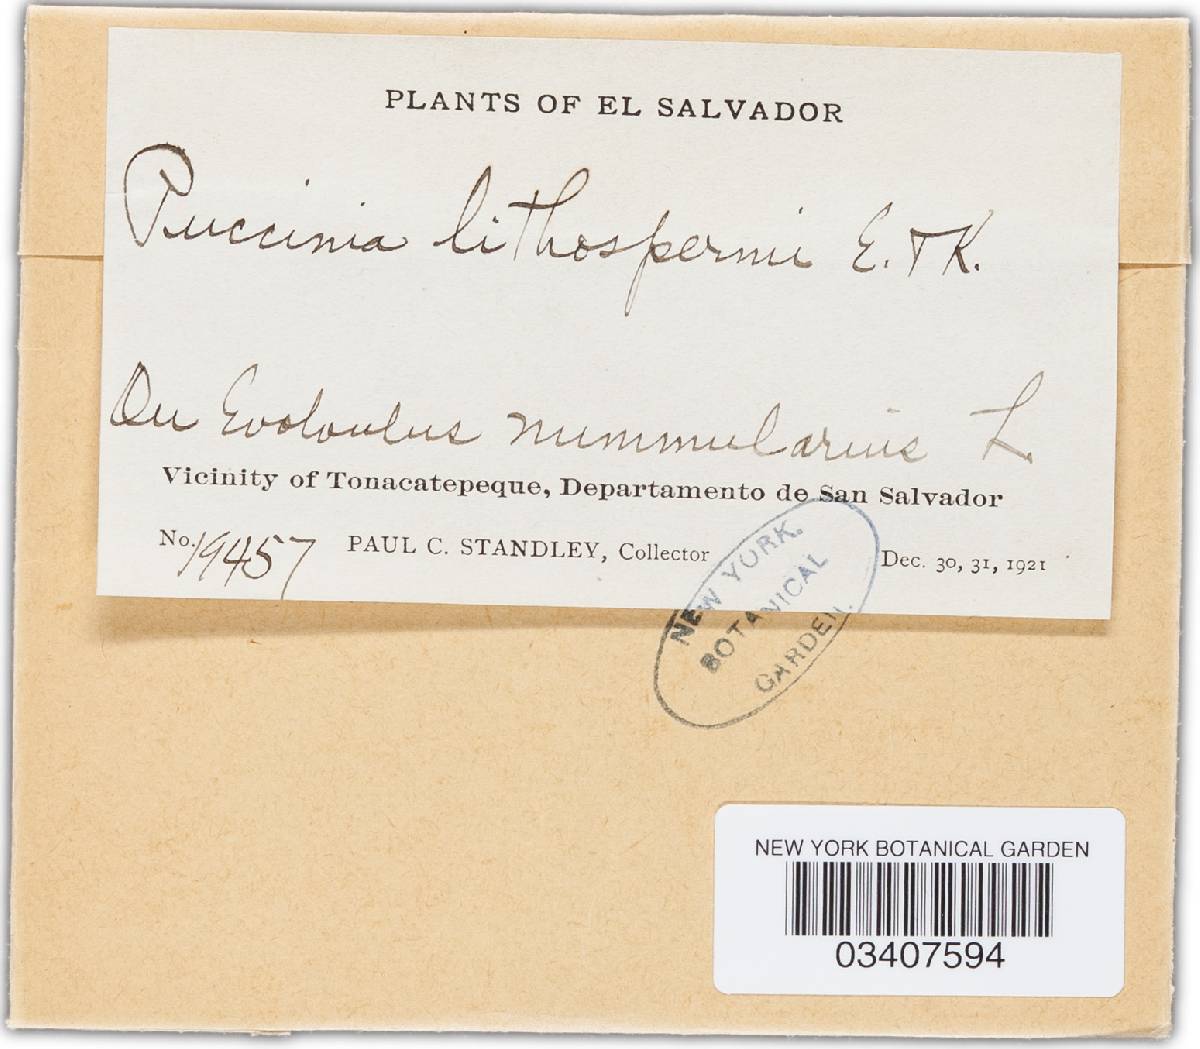 PLANTS OF EL SALVADOR
Puccinia lithospermi E. & K.
On Evolvulus nummularius L.
Vicinity of Tonacatepeque, Departamento de San Salvador
No. 19457 PAUL C. STANDLEY, Collector Dec. 30, 31, 1921
NEW YORK.
BOTANICAL
GARDEN.
NEW YORK BOTANICAL GARDEN
03407594